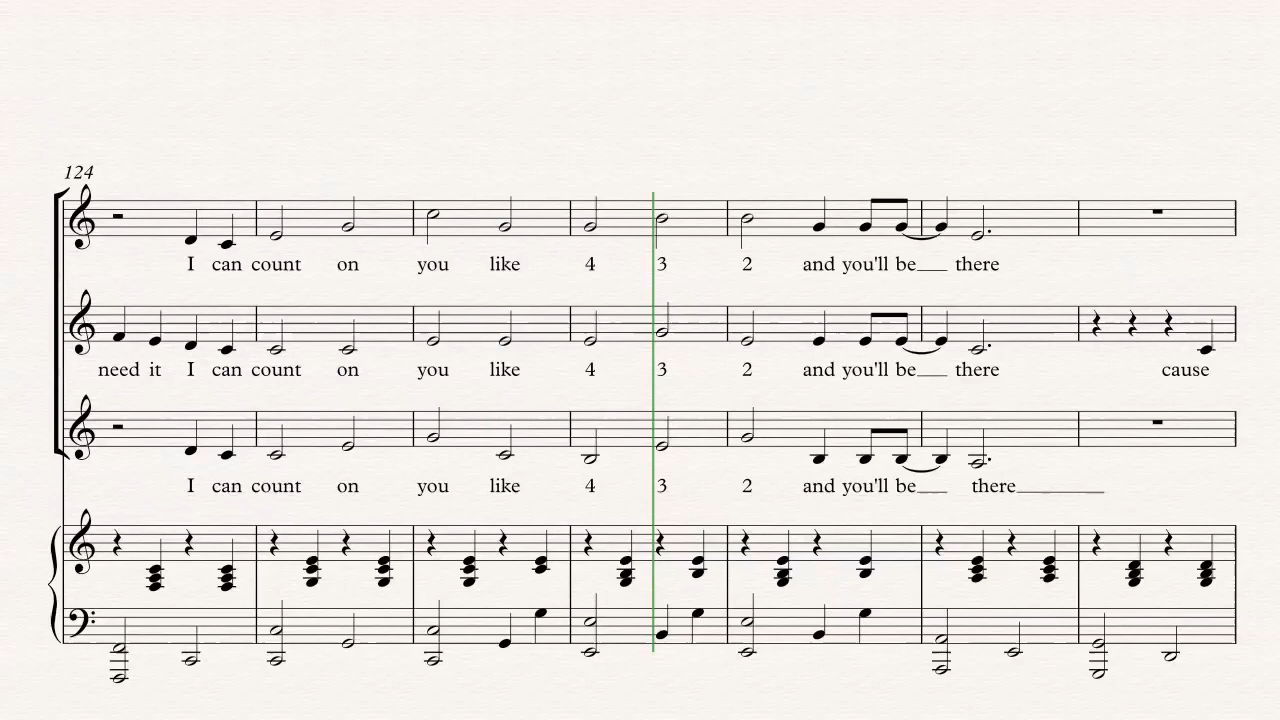 124
I can count on you like 4 3 2 and you'll be there
need it I can count on you like 4 3 2 and you'll be there cause
I can count on you like 4 3 2 and you'll be there